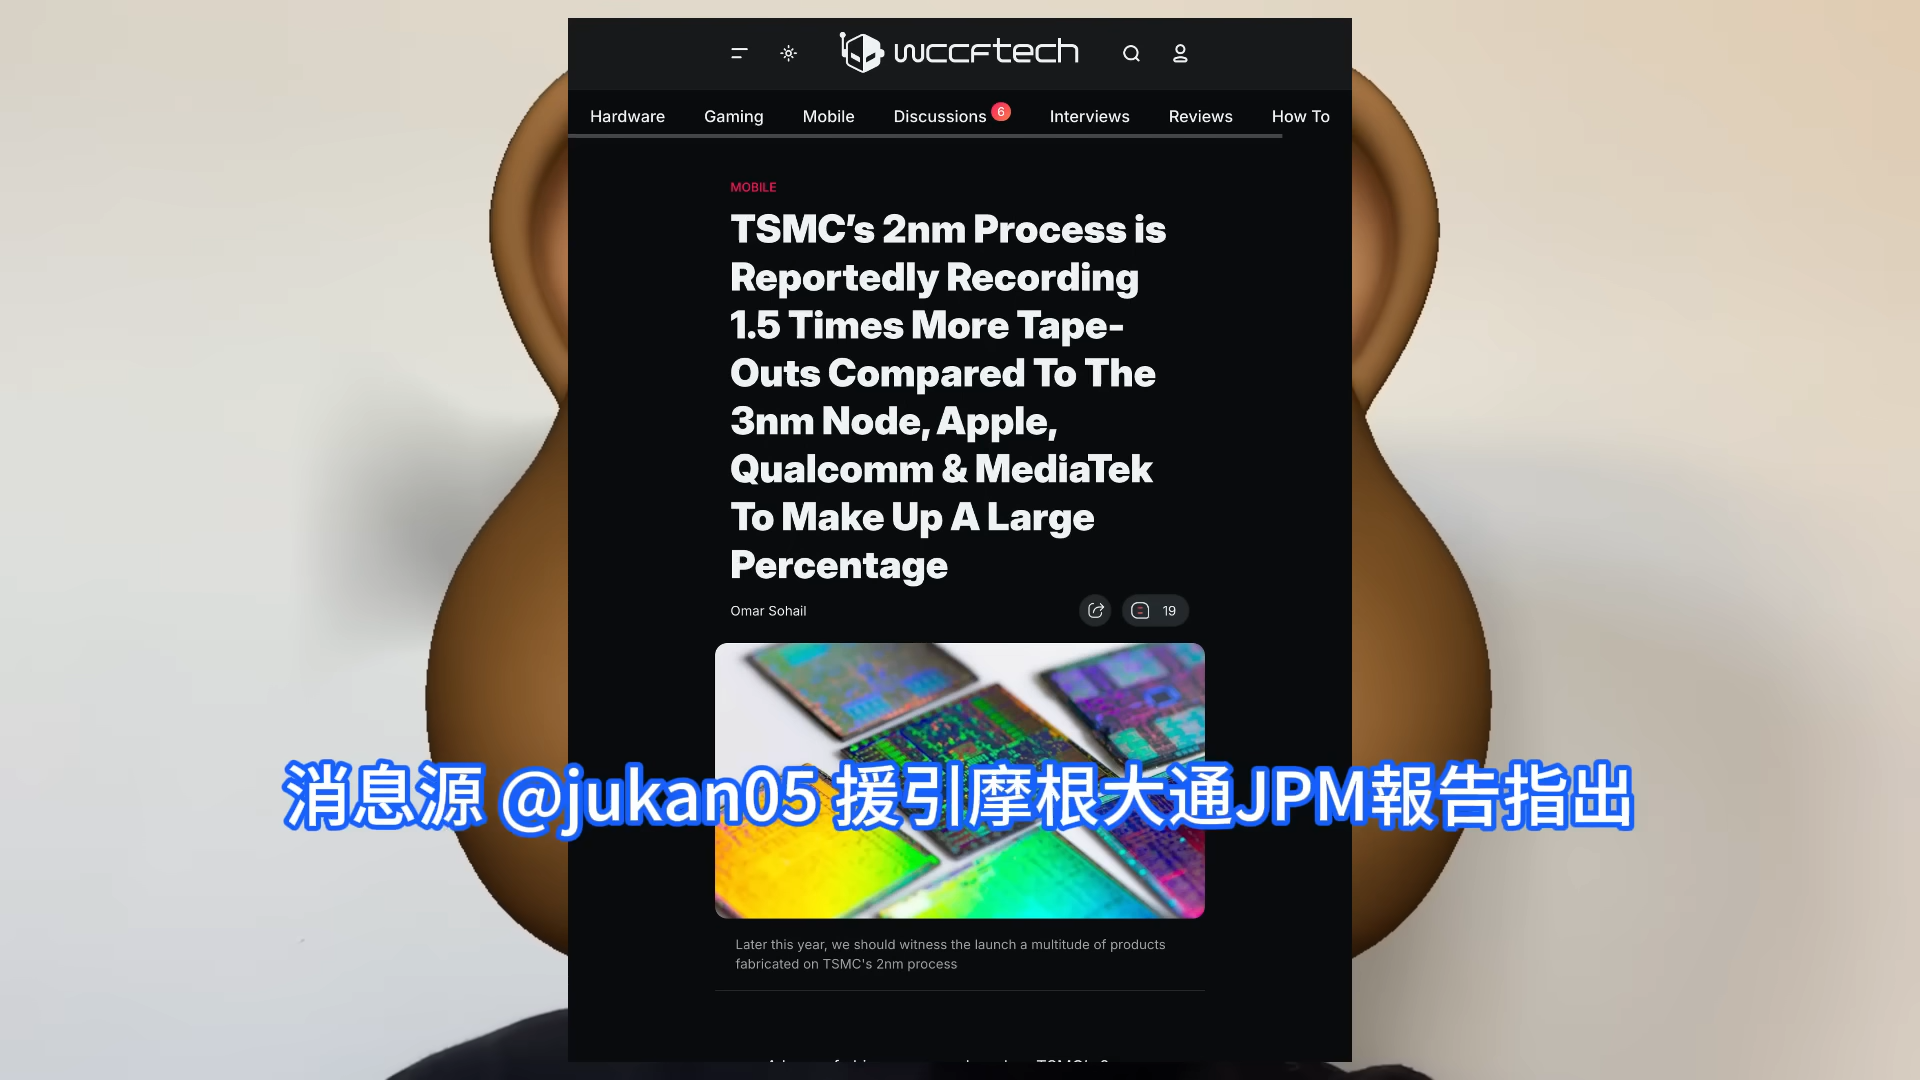 wccftech
Hardware Gaming Mobile Discussions 6 Interviews Reviews How To
MOBILE
TSMC’s 2nm Process is
Reportedly Recording
1.5 Times More Tape-
Outs Compared To The
3nm Node, Apple,
Qualcomm & MediaTek
To Make Up A Large
Percentage
Omar Sohail
19
消息源 @jukan05 援引摩根大通JPM報告指出
Later this year, we should witness the launch a multitude of products
fabricated on TSMC's 2nm process